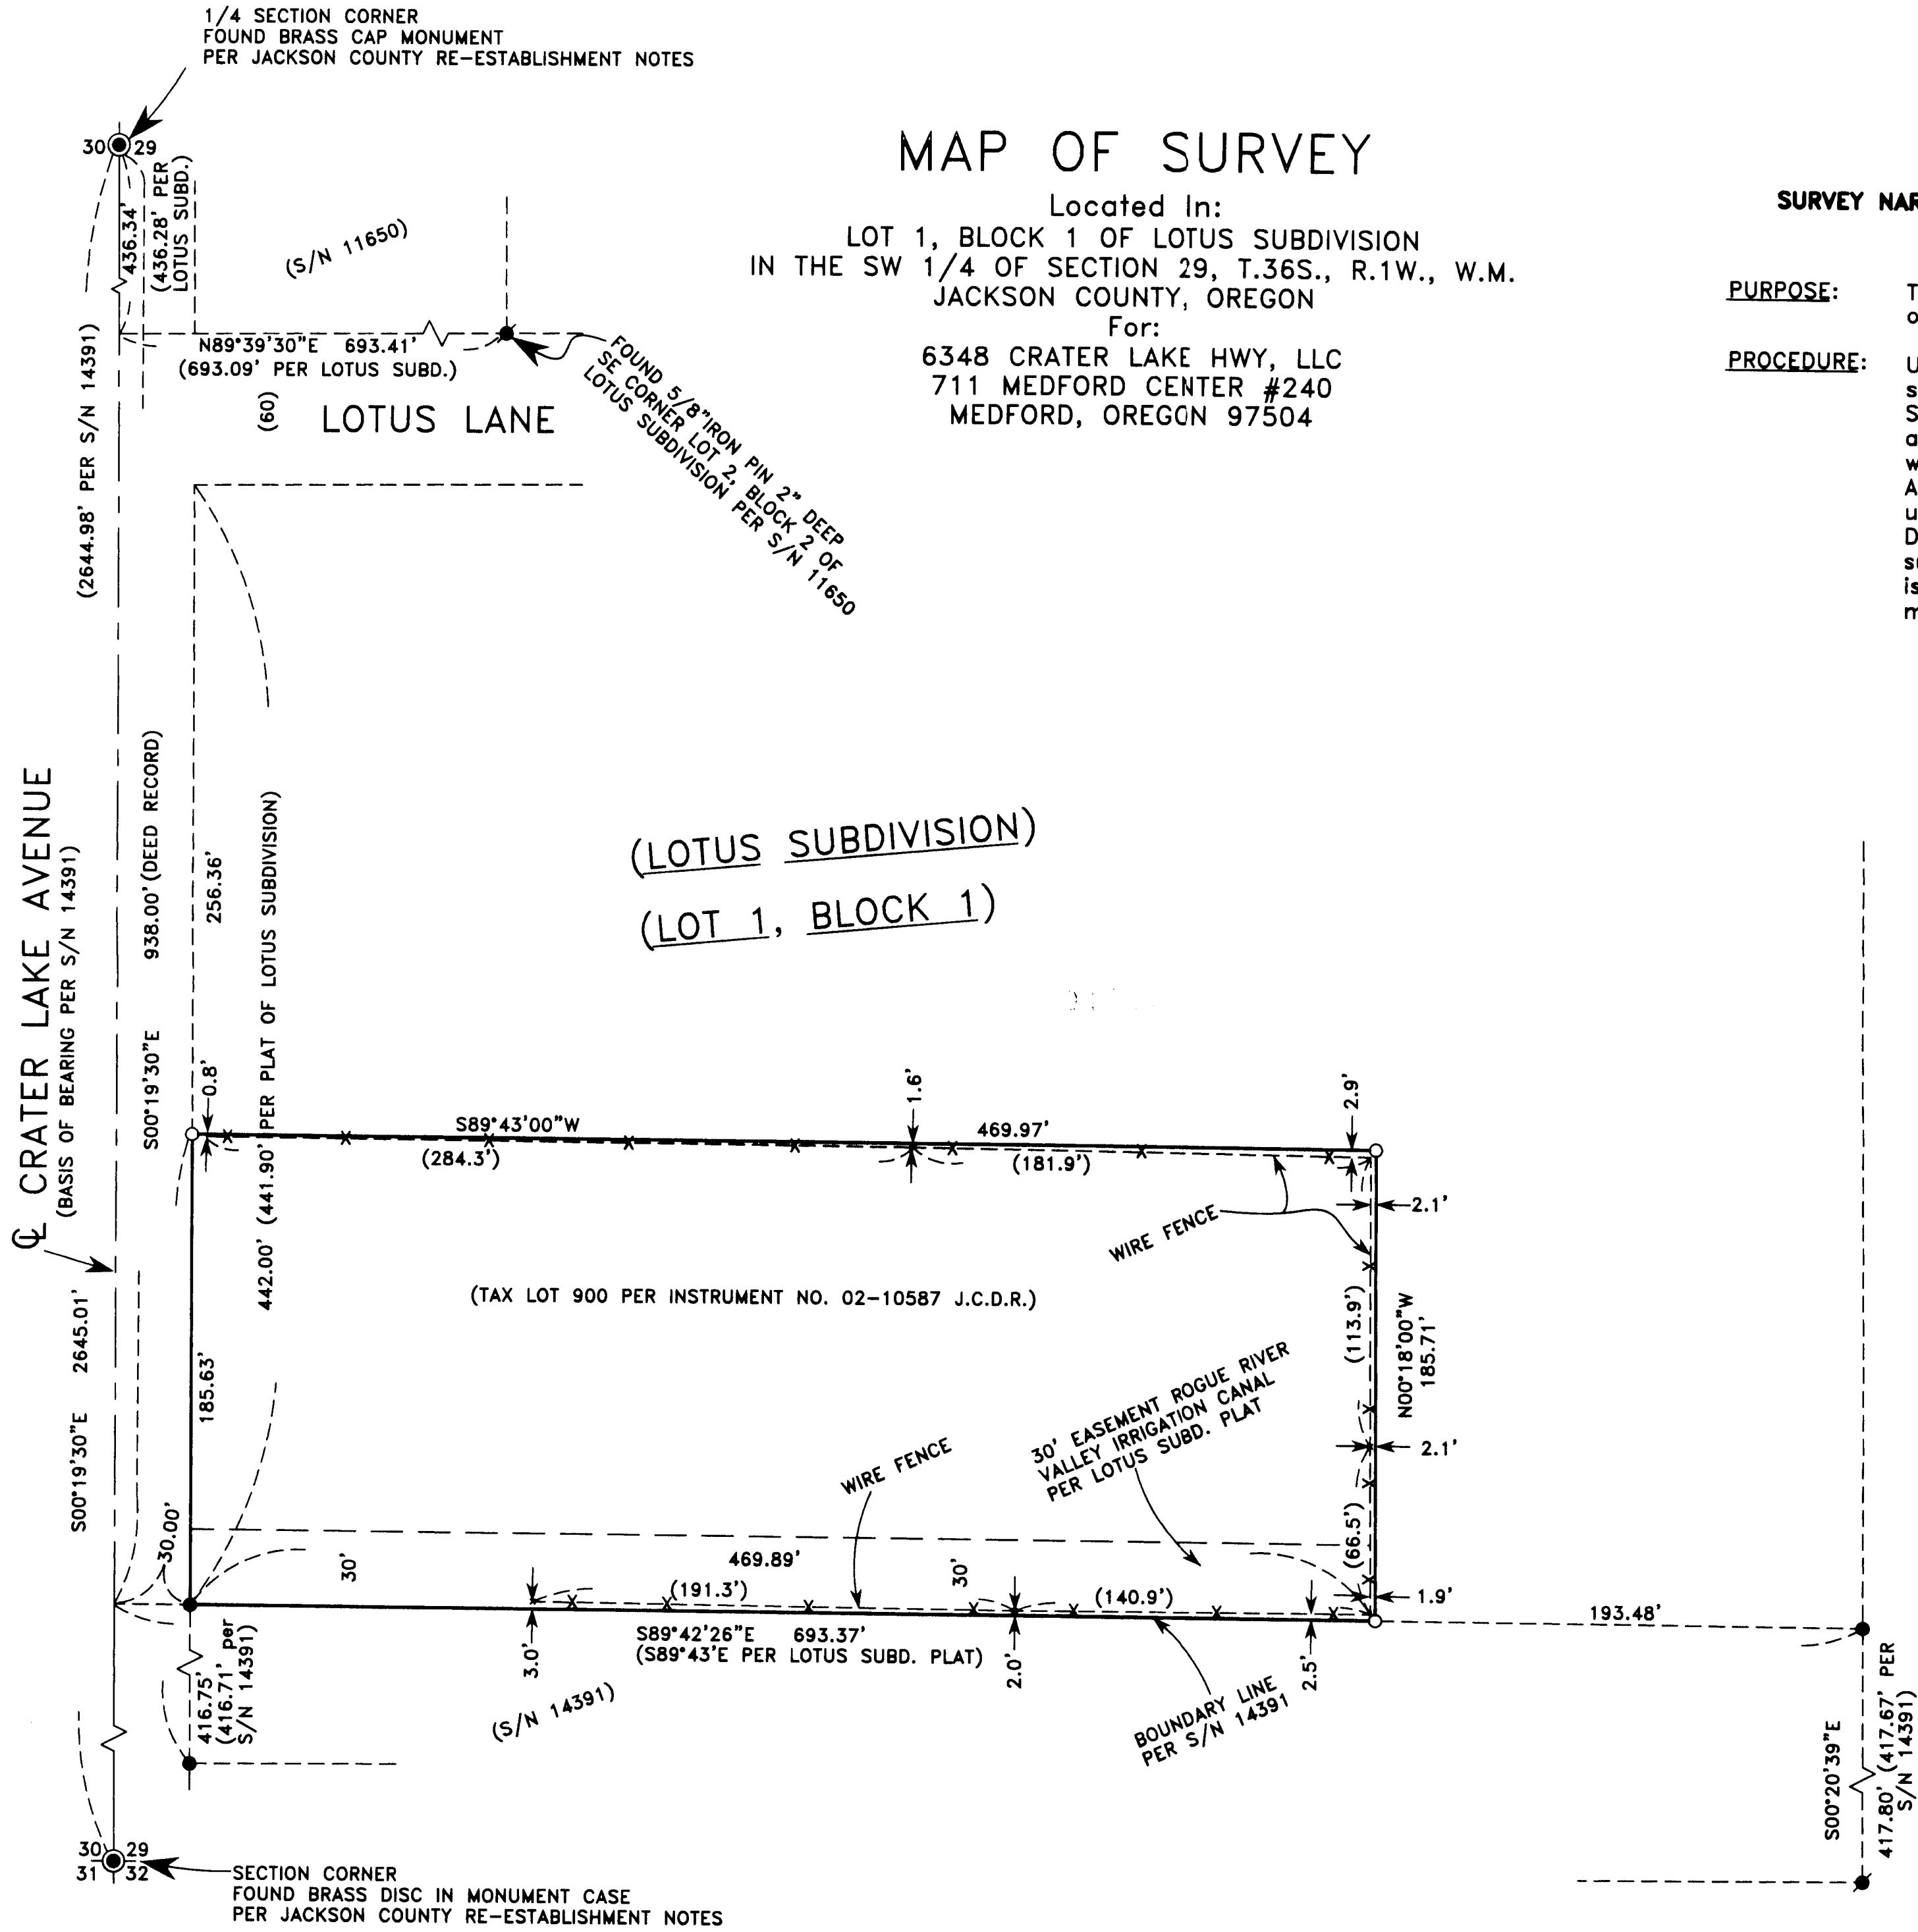 1/4 SECTION CORNER
FOUND BRASS CAP MONUMENT
PER JACKSON COUNTY RE-ESTABLISHMENT NOTES
30 29
436.34'
(436.28' PER
LOTUS SUBD.)
(S/N 11650)
MAP OF SURVEY
Located In:
LOT 1, BLOCK 1 OF LOTUS SUBDIVISION
IN THE SW 1/4 OF SECTION 29, T.36S., R.1W., W.M.
JACKSON COUNTY, OREGON
For:
6348 CRATER LAKE HWY, LLC
711 MEDFORD CENTER #240
MEDFORD, OREGON 97504
SURVEY NAR
PURPOSE: T
o
PROCEDURE: U
s
S
a
w
A
u
D
s
is
m
N89°39'30"E 693.41'
(693.09' PER LOTUS SUBD.)
(60)
LOTUS LANE
FOUND 5/8"IRON PIN 2" DEEP
SE CORNER LOT 2, BLOCK 2 OF
LOTUS SUBDIVISION PER S/N 11650
(2644.98' PER S/N 14391)
℄ CRATER LAKE AVENUE
(BASIS OF BEARING PER S/N 14391)
S00°19'30"E 938.00'(DEED RECORD)
256.36'
442.00' (441.90' PER PLAT OF LOTUS SUBDIVISION)
(LOTUS SUBDIVISION)
(LOT 1, BLOCK 1)
0.8'
S89°43'00"W
469.97'
(284.3')
1.6'
(181.9')
2.9'
2.1'
WIRE FENCE
(TAX LOT 900 PER INSTRUMENT NO. 02-10587 J.C.D.R.)
(113.9')
N00°18'00"W
185.71'
185.63'
S00°19'30"E 2645.01'
30' EASEMENT ROGUE RIVER
VALLEY IRRIGATION CANAL
PER LOTUS SUBD. PLAT
2.1'
WIRE FENCE
(66.5')
30.00'
30'
469.89'
30'
(191.3')
(140.9')
1.9'
193.48'
S89°42'26"E 693.37'
(S89°43'E PER LOTUS SUBD. PLAT)
3.0'
2.0'
2.5'
416.75'
(416.71' per
S/N 14391)
(S/N 14391)
BOUNDARY LINE
PER S/N 14391
S00°20'39"E
417.80' (417.67' PER
S/N 14391)
30 29
31 32
SECTION CORNER
FOUND BRASS DISC IN MONUMENT CASE
PER JACKSON COUNTY RE-ESTABLISHMENT NOTES